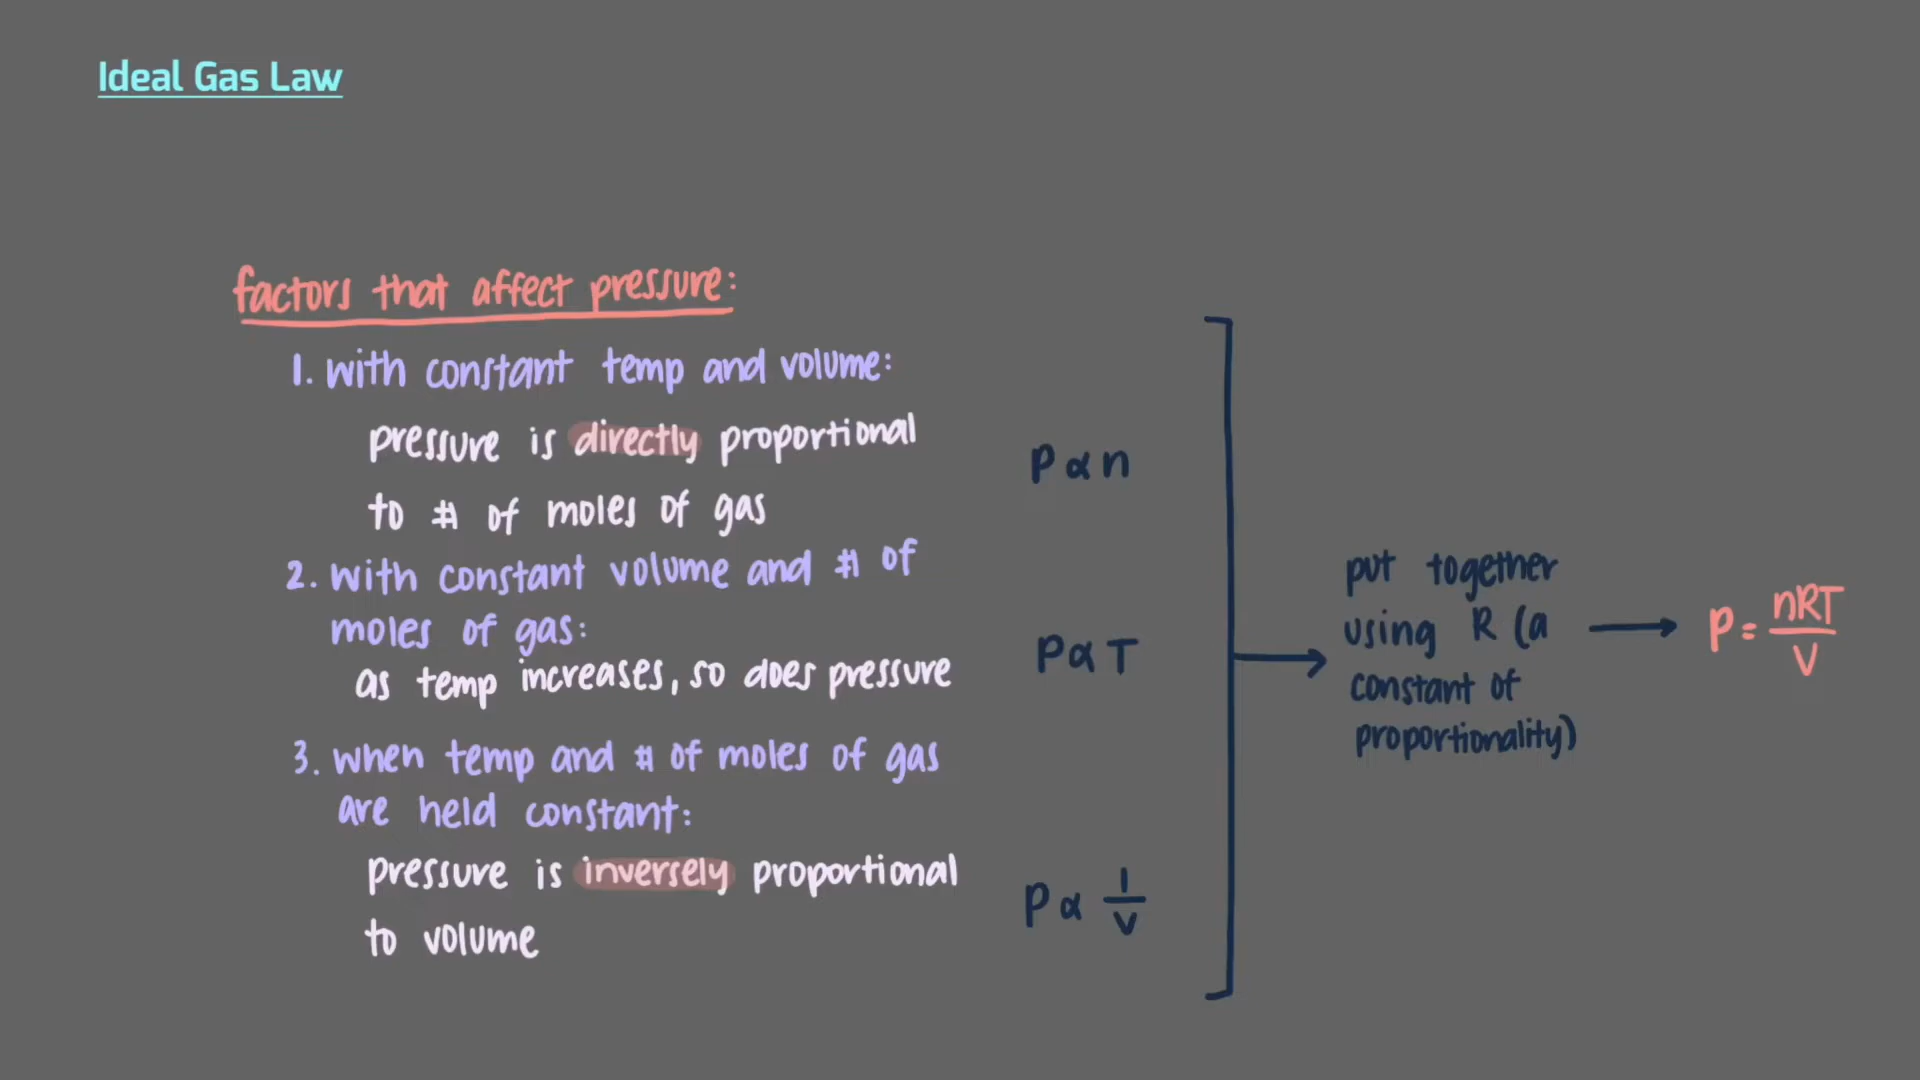 Ideal Gas Law
factors that affect pressure:
1. with constant temp and volume:
pressure is directly proportional
to # of moles of gas
P ∝ n
2. with constant volume and # of
moles of gas:
as temp increases, so does pressure
P ∝ T
3. when temp and # of moles of gas
are held constant:
pressure is inversely proportional
to volume
P ∝ 1/V
put together
using R (a
constant of
proportionality)
P = nRT/V